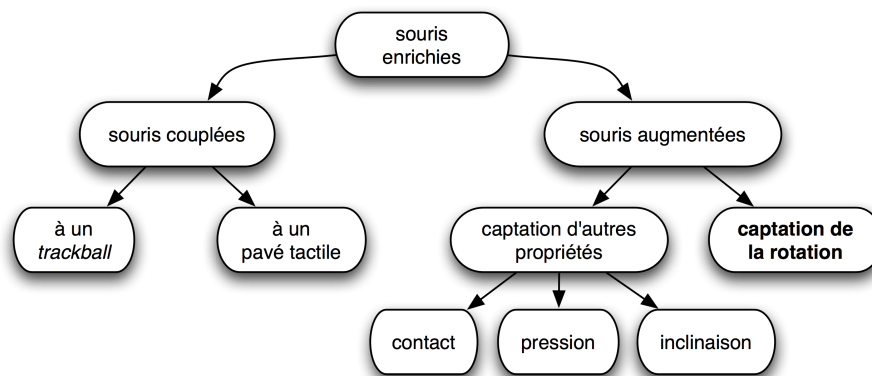 souris
enrichies
souris couplées
souris augmentées
à un
trackball
à un
pavé tactile
captation d'autres
propriétés
captation de
la rotation
contact
pression
inclinaison